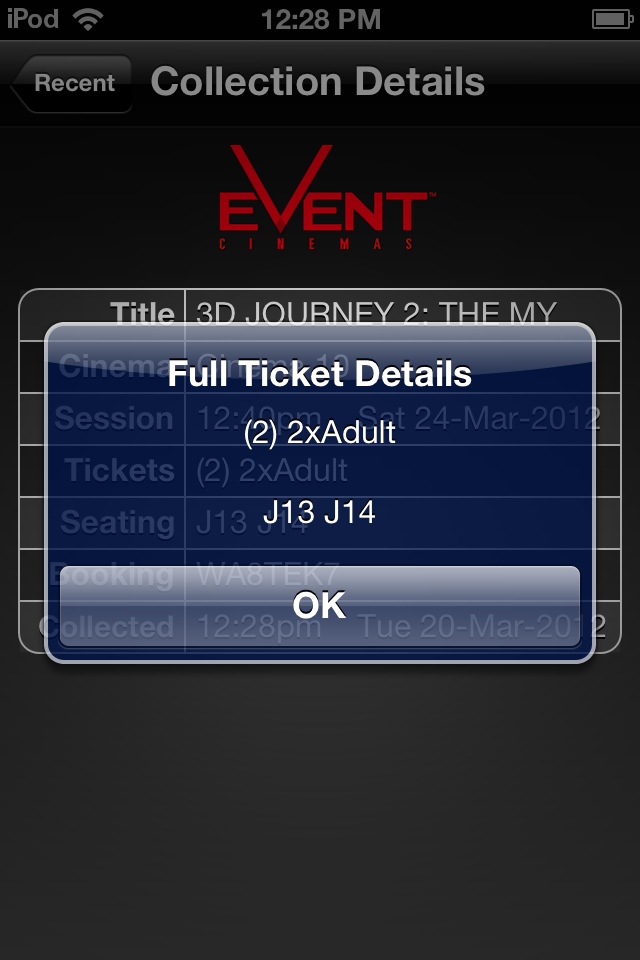 iPod 12:28 PM
Recent Collection Details
EVENT™
CINEMAS
Title 3D JOURNEY 2: THE MY
Full Ticket Details
Cinema Cinema 10
Session 12:40pm Sat 24-Mar-2012
(2) 2xAdult
Tickets (2) 2xAdult
J13 J14
Seating J13 J14
Booking WA8TEK7
OK
Collected 12:28pm Tue 20-Mar-2012